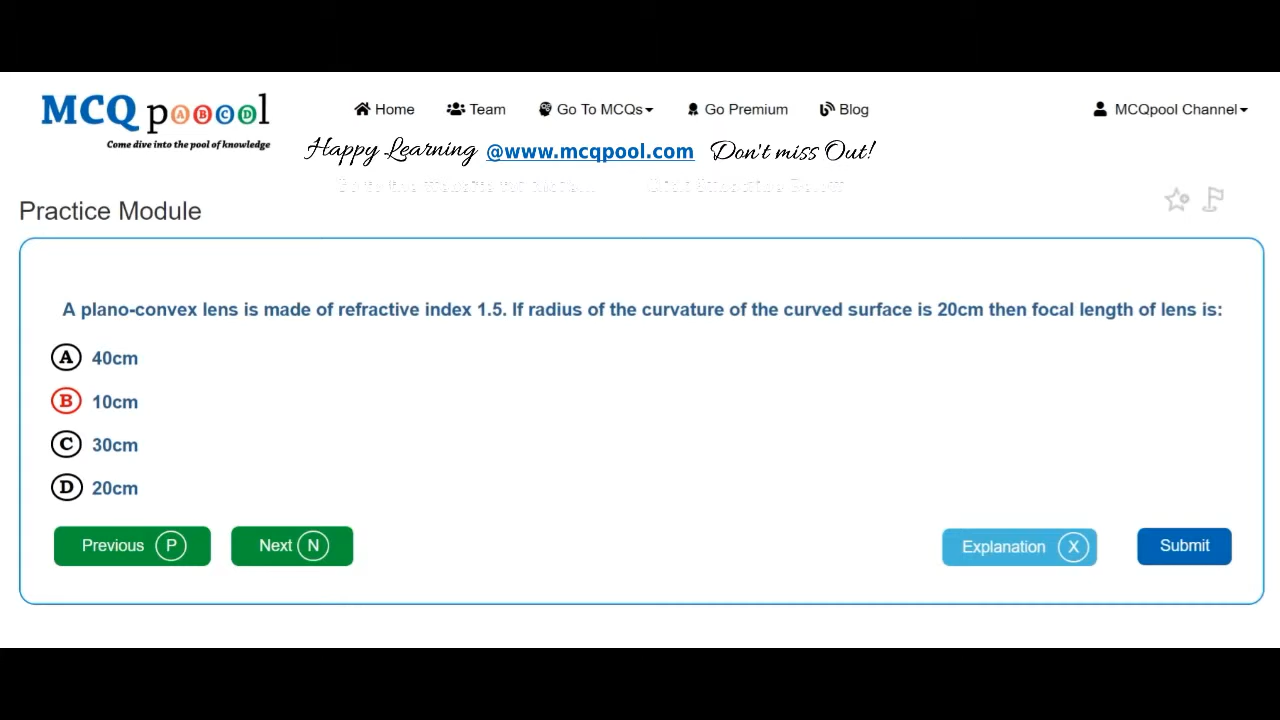 MCQ pooool
Come dive into the pool of knowledge
Home Team Go To MCQs Go Premium Blog MCQpool Channel
Happy Learning @www.mcqpool.com Don't miss Out!
Practice Module
A plano-convex lens is made of refractive index 1.5. If radius of the curvature of the curved surface is 20cm then focal length of lens is:
A 40cm
B 10cm
C 30cm
D 20cm
Previous P Next N Explanation X Submit